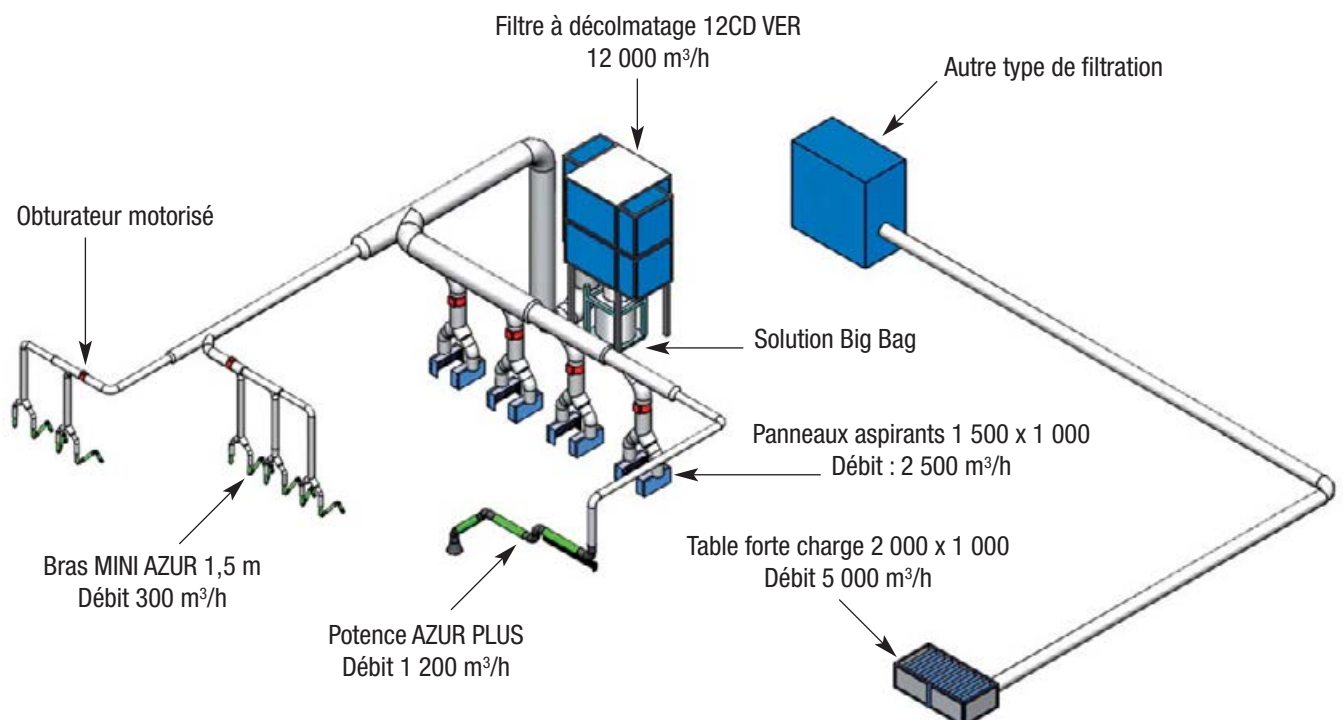 Filtre à décolmatage 12CD VER
12 000 m³/h
Autre type de filtration
Obturateur motorisé
Solution Big Bag
Panneaux aspirants 1 500 x 1 000
Débit : 2 500 m³/h
Bras MINI AZUR 1,5 m
Débit 300 m³/h
Table forte charge 2 000 x 1 000
Débit 5 000 m³/h
Potence AZUR PLUS
Débit 1 200 m³/h